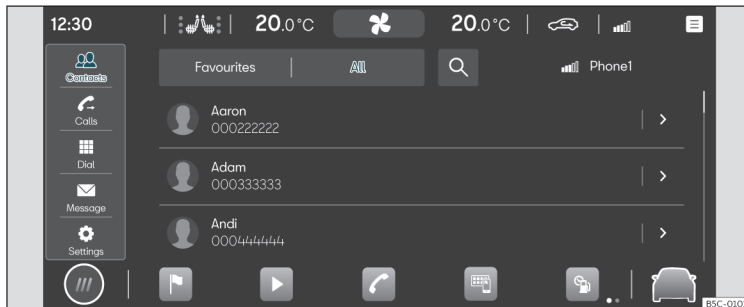 12:30
20.0°C
20.0°C
Contacts
Favourites
All
Phone1
Calls
Aaron
000222222
Dial
Adam
000333333
Message
Andi
000444444
Settings
B5C-0101